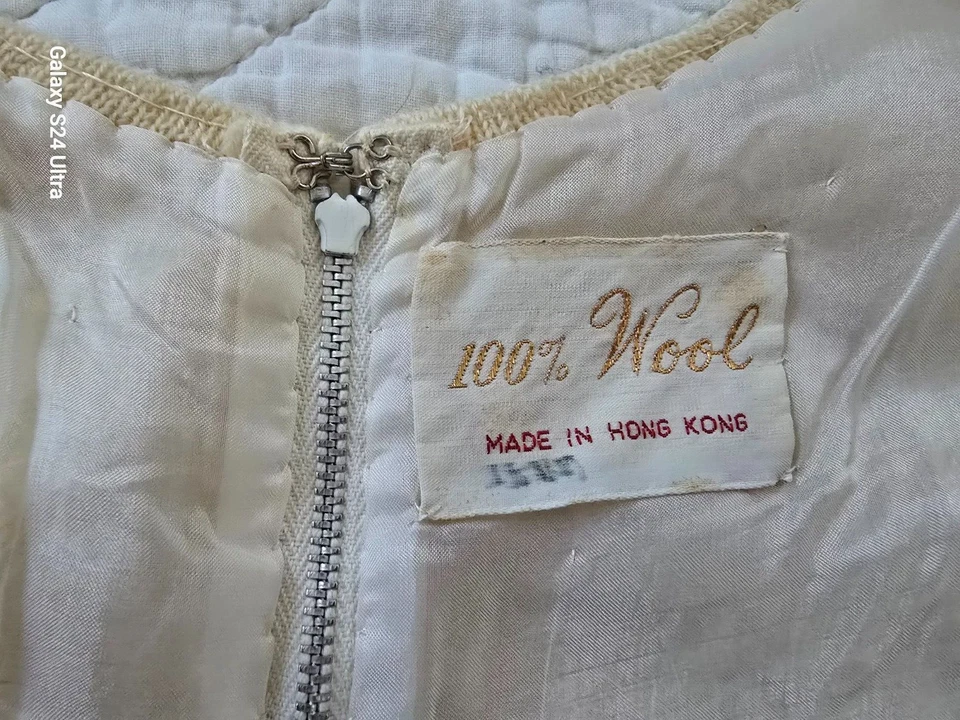 Galaxy S24 Ultra
100% Wool
MADE IN HONG KONG